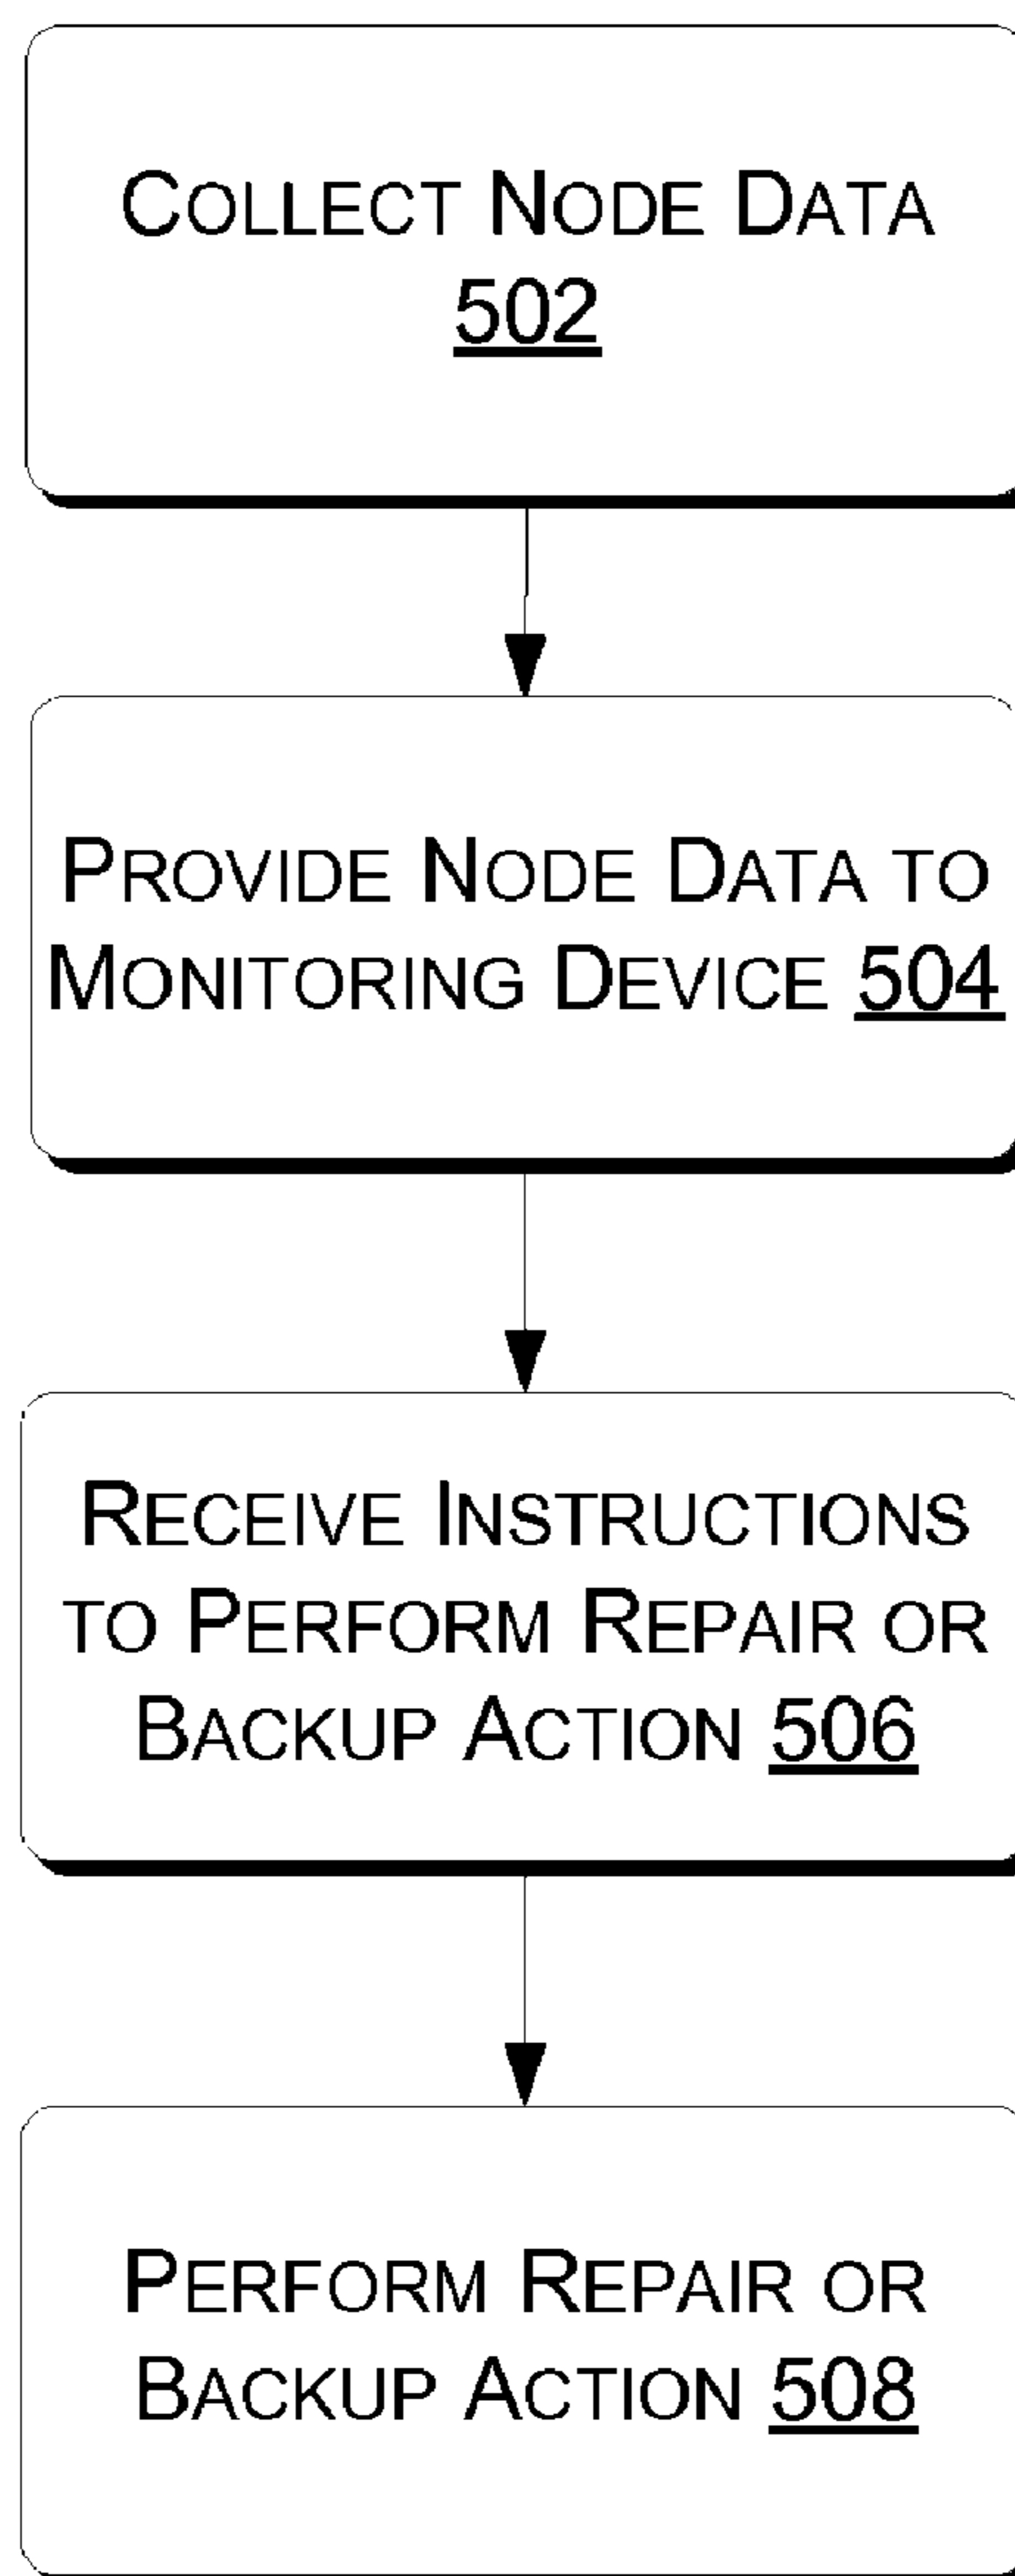 COLLECT NODE DATA
502
PROVIDE NODE DATA TO
MONITORING DEVICE 504
RECEIVE INSTRUCTIONS
TO PERFORM REPAIR OR
BACKUP ACTION 506
PERFORM REPAIR OR
BACKUP ACTION 508